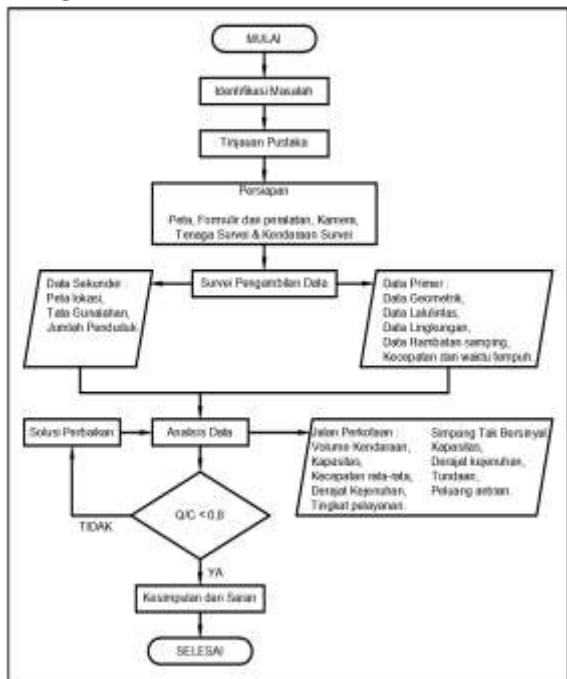 MULAI
Identifikasi Masalah
Tinjauan Pustaka
Persiapan
Peta, Formulir dan peralatan, Kamera,
Tenaga Survei & Kendaraan Survei
Survei Pengambilan Data
Data Sekunder :
Peta lokasi,
Tata Gunalahan,
Jumlah Penduduk.
Data Primer :
Data Geometrik,
Data Lalulintas,
Data Lingkungan,
Data Hambatan samping,
Kecepatan dan waktu tempuh.
Solusi Perbaikan
Analisis Data
Jalan Perkotaan :
Volume Kendaraan,
Kapasitas,
Kecepatan rata-rata,
Derajat Kejenuhan,
Tingkat pelayanan.
Simpang Tak Bersinyal
Kapasitas,
Derajat kejenuhan,
Tundaan,
Peluang antrian.
Q/C < 0,8
TIDAK
YA
Kesimpulan dan Saran
SELESAI